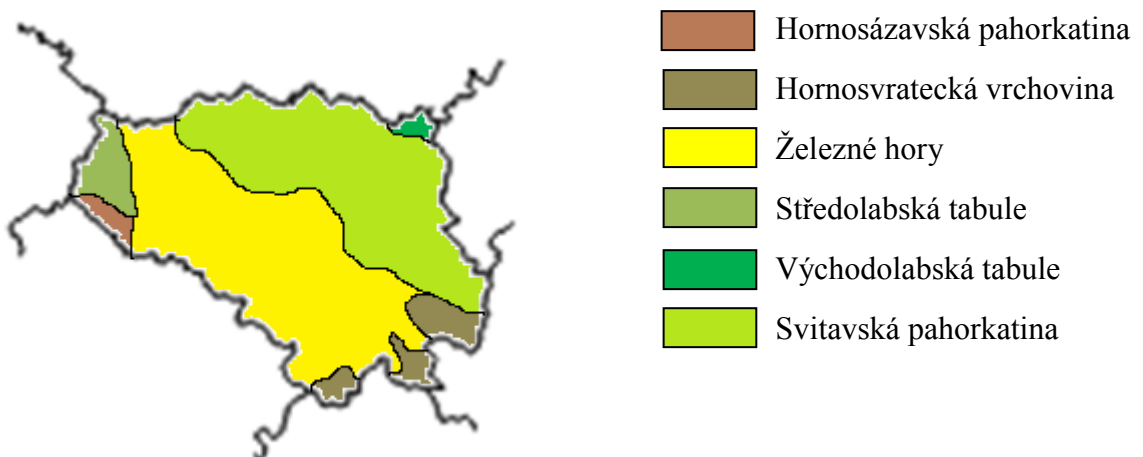 Hornosázavská pahorkatina
Hornosvratecká vrchovina
Železné hory
Středolabská tabule
Východolabská tabule
Svitavská pahorkatina